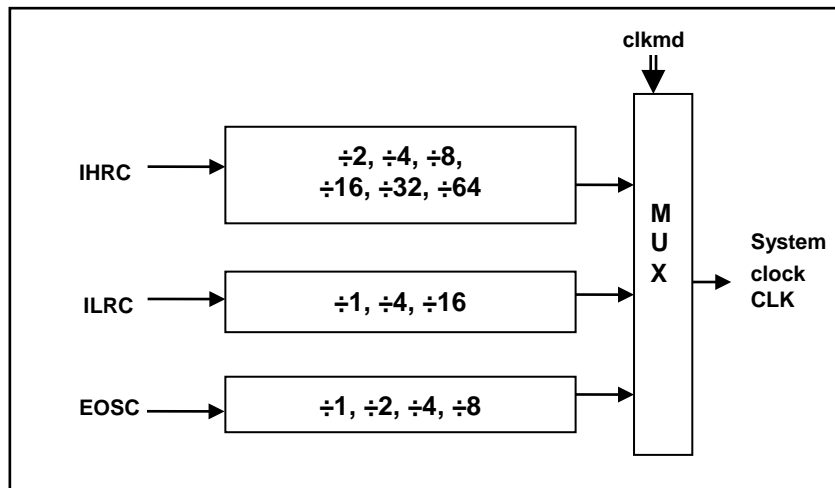 clkmd
IHRC
÷2, ÷4, ÷8,
÷16, ÷32, ÷64
M
U
X
System
clock
CLK
ILRC
÷1, ÷4, ÷16
EOSC
÷1, ÷2, ÷4, ÷8